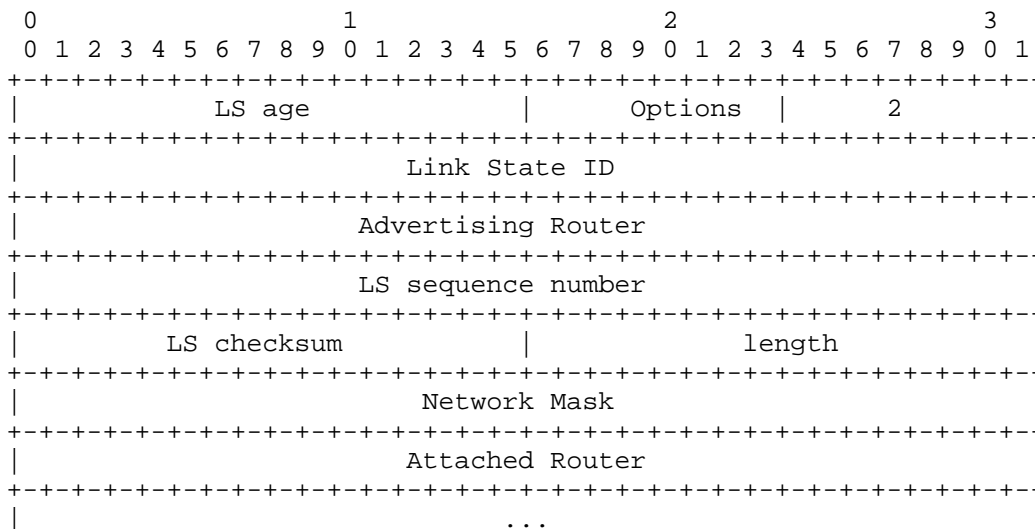 0                   1                   2                   3
0 1 2 3 4 5 6 7 8 9 0 1 2 3 4 5 6 7 8 9 0 1 2 3 4 5 6 7 8 9 0 1
+-+-+-+-+-+-+-+-+-+-+-+-+-+-+-+-+-+-+-+-+-+-+-+-+-+-+-+-+-+-+-+-
|            LS age             |      Options  |      2
+-+-+-+-+-+-+-+-+-+-+-+-+-+-+-+-+-+-+-+-+-+-+-+-+-+-+-+-+-+-+-+-
|                        Link State ID
+-+-+-+-+-+-+-+-+-+-+-+-+-+-+-+-+-+-+-+-+-+-+-+-+-+-+-+-+-+-+-+-
|                     Advertising Router
+-+-+-+-+-+-+-+-+-+-+-+-+-+-+-+-+-+-+-+-+-+-+-+-+-+-+-+-+-+-+-+-
|                     LS sequence number
+-+-+-+-+-+-+-+-+-+-+-+-+-+-+-+-+-+-+-+-+-+-+-+-+-+-+-+-+-+-+-+-
|         LS checksum           |             length
+-+-+-+-+-+-+-+-+-+-+-+-+-+-+-+-+-+-+-+-+-+-+-+-+-+-+-+-+-+-+-+-
|                         Network Mask
+-+-+-+-+-+-+-+-+-+-+-+-+-+-+-+-+-+-+-+-+-+-+-+-+-+-+-+-+-+-+-+-
|                        Attached Router
+-+-+-+-+-+-+-+-+-+-+-+-+-+-+-+-+-+-+-+-+-+-+-+-+-+-+-+-+-+-+-+-
|                              ...